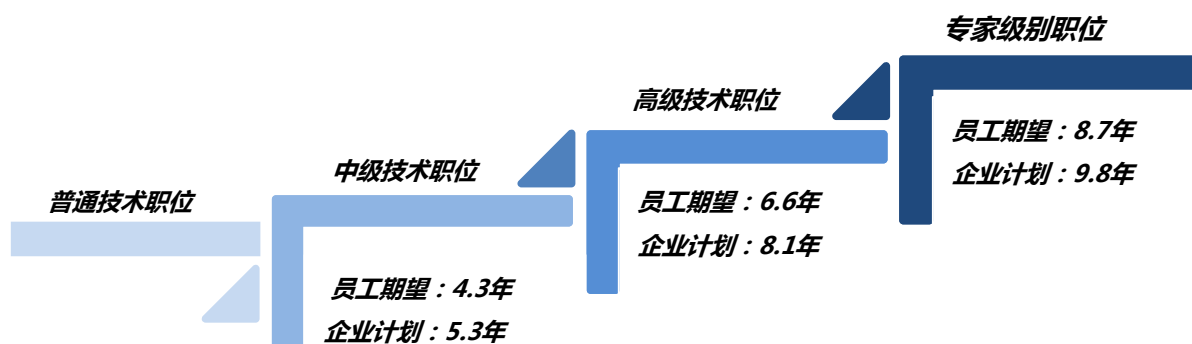 普通技术职位
中级技术职位
员工期望：4.3年
企业计划：5.3年
高级技术职位
员工期望：6.6年
企业计划：8.1年
专家级别职位
员工期望：8.7年
企业计划：9.8年